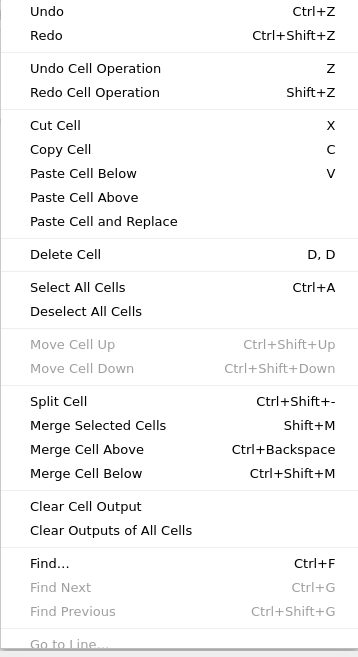 Undo Ctrl+Z
Redo Ctrl+Shift+Z
Undo Cell Operation Z
Redo Cell Operation Shift+Z
Cut Cell X
Copy Cell C
Paste Cell Below V
Paste Cell Above
Paste Cell and Replace
Delete Cell D, D
Select All Cells Ctrl+A
Deselect All Cells
Move Cell Up Ctrl+Shift+Up
Move Cell Down Ctrl+Shift+Down
Split Cell Ctrl+Shift+-
Merge Selected Cells Shift+M
Merge Cell Above Ctrl+Backspace
Merge Cell Below Ctrl+Shift+M
Clear Cell Output
Clear Outputs of All Cells
Find... Ctrl+F
Find Next Ctrl+G
Find Previous Ctrl+Shift+G
Go to Line...